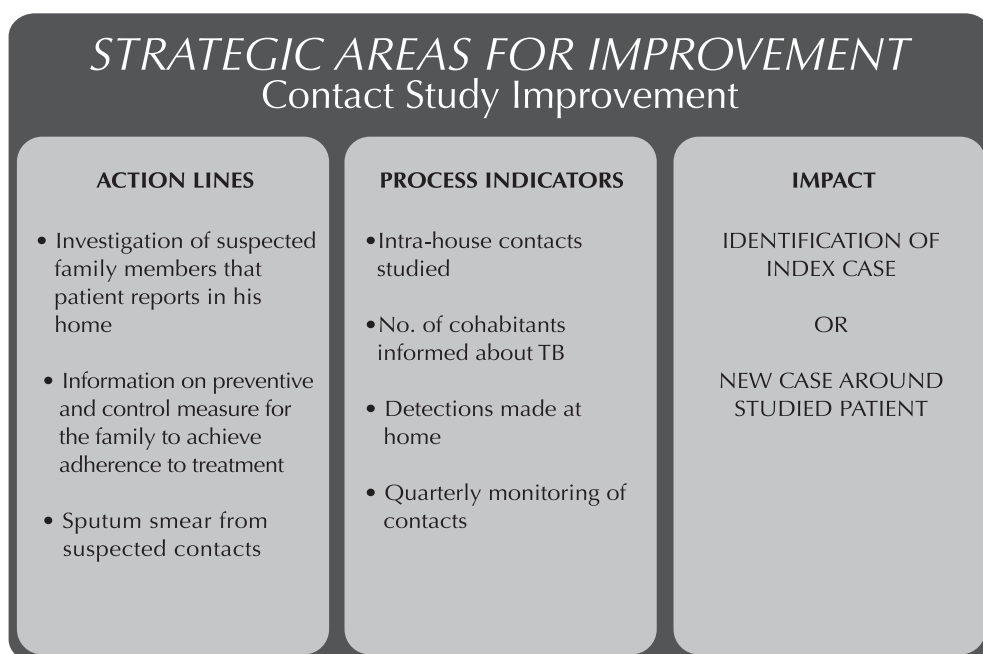 STRATEGIC AREAS FOR IMPROVEMENT
Contact Study Improvement
ACTION LINES
• Investigation of suspected
family members that
patient reports in his
home
• Information on preventive
and control measure for
the family to achieve
adherence to treatment
• Sputum smear from
suspected contacts
PROCESS INDICATORS
•Intra-house contacts
studied
•No. of cohabitants
informed about TB
• Detections made at
home
• Quarterly monitoring of
contacts
IMPACT
IDENTIFICATION OF
INDEX CASE
OR
NEW CASE AROUND
STUDIED PATIENT